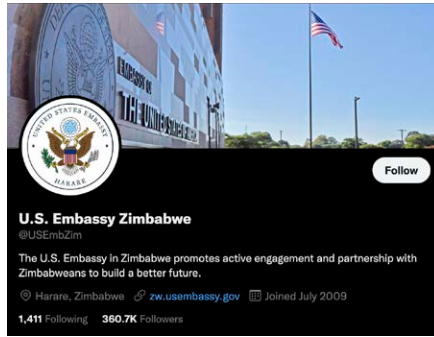 EMBASSY OF
THE UNITED STATES OF
UNITED STATES EMBASSY
HARARE
Follow
U.S. Embassy Zimbabwe
@USEmbZim
The U.S. Embassy in Zimbabwe promotes active engagement and partnership with
Zimbabweans to build a better future.
Harare, Zimbabwe zw.usembassy.gov Joined July 2009
1,411 Following 360.7K Followers